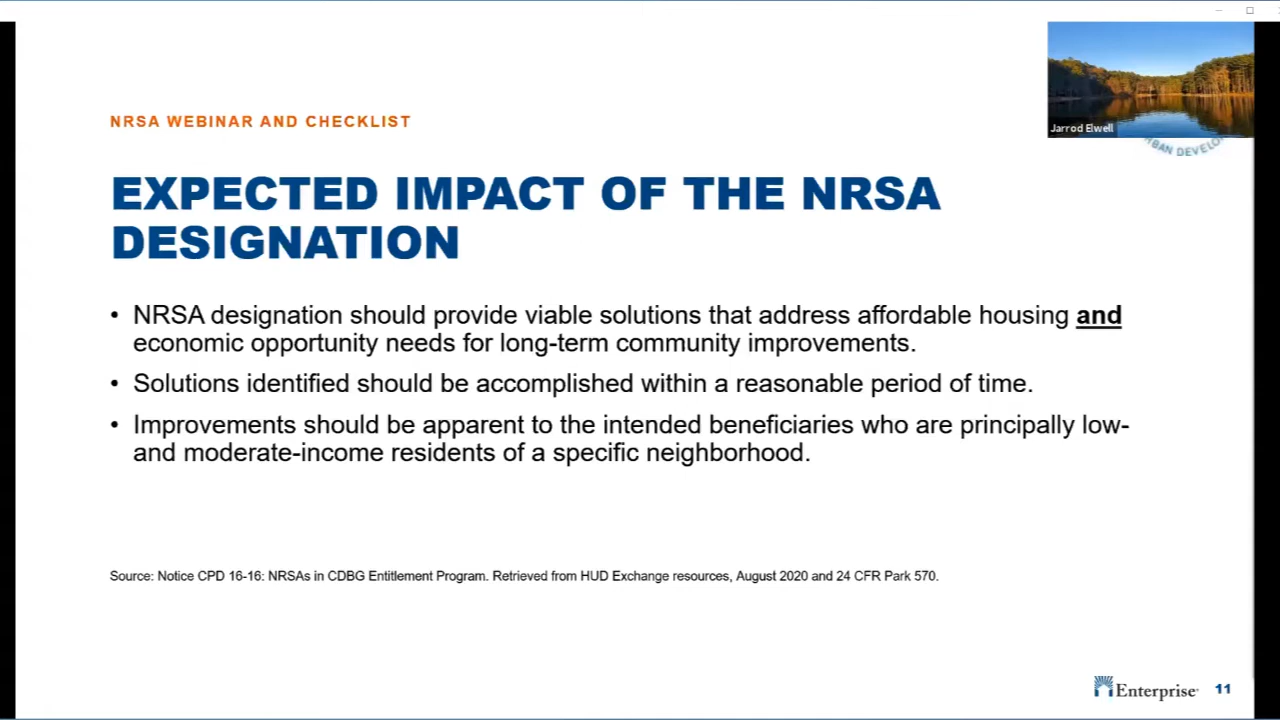 Jarrod Elwell
BAN DEVELO
NRSA WEBINAR AND CHECKLIST
EXPECTED IMPACT OF THE NRSA
DESIGNATION
• NRSA designation should provide viable solutions that address affordable housing and
economic opportunity needs for long-term community improvements.
• Solutions identified should be accomplished within a reasonable period of time.
• Improvements should be apparent to the intended beneficiaries who are principally low-
and moderate-income residents of a specific neighborhood.
Source: Notice CPD 16-16: NRSAs in CDBG Entitlement Program. Retrieved from HUD Exchange resources, August 2020 and 24 CFR Park 570.
Enterprise 11